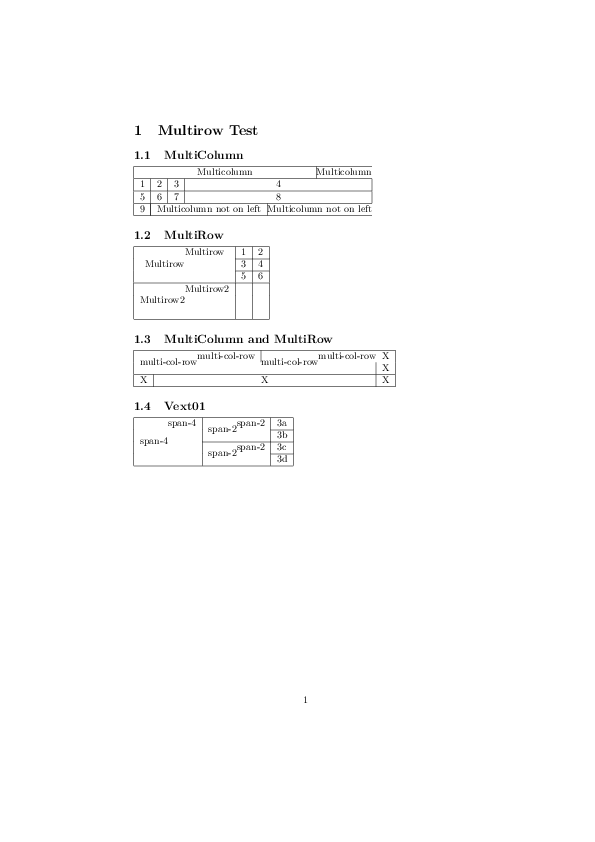 1 Multirow Test
1.1 MultiColumn
Multicolumn Multicolumn
1 2 3 4
5 6 7 8
9 Multicolumn not on left Multicolumn not on left
1.2 MultiRow
Multirow 1 2
Multirow 3 4
5 6
Multirow2
Multirow2
1.3 MultiColumn and MultiRow
multi-col-row multi-col-row X
multi-col-row multi-col-row X
X X X
1.4 Vext01
span-4 span-2 3a
span-2 3b
span-4
span-2 3c
span-2 3d
1